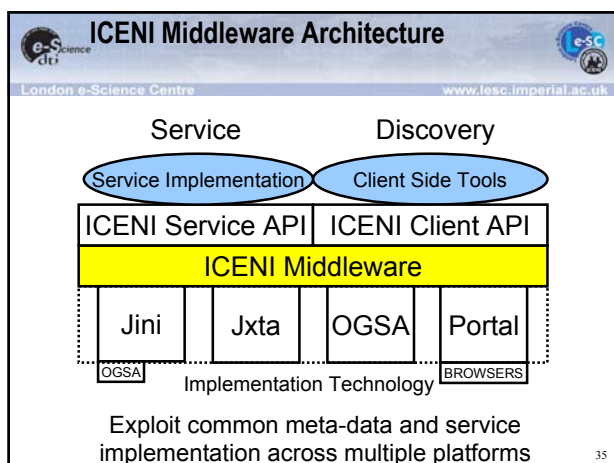 ICENI Middleware Architecture
e-Science
dti
e-SC
London e-Science Centre
www.lesc.imperial.ac.uk
Service
Discovery
Service Implementation
Client Side Tools
ICENI Service API
ICENI Client API
ICENI Middleware
Jini
Jxta
OGSA
Portal
OGSA
BROWSERS
Implementation Technology
Exploit common meta-data and service
implementation across multiple platforms
35